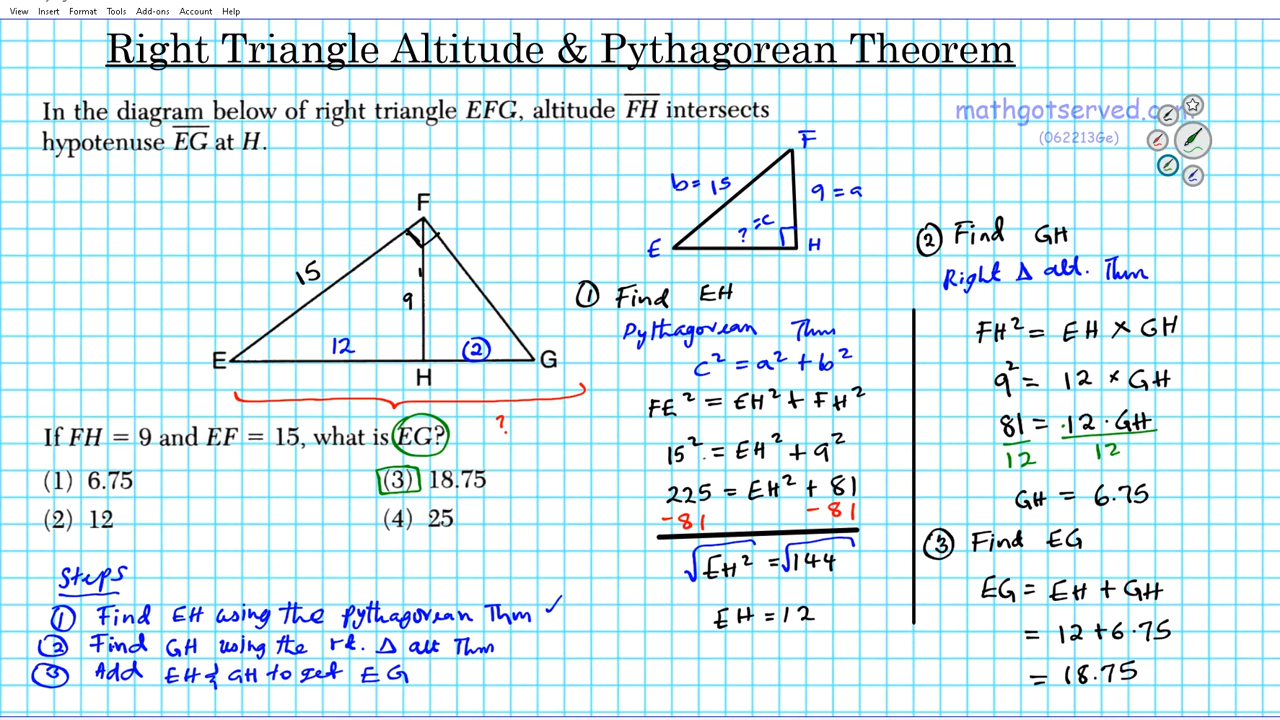 View Insert Format Tools Add-ons Account Help
Right Triangle Altitude & Pythagorean Theorem
In the diagram below of right triangle EFG, altitude FH intersects
hypotenuse EG at H.
mathgotserved.com
(062213Ge)
F
15
9
12
2
E
H
G
?
If FH = 9 and EF = 15, what is EG?
(1) 6.75
(2) 12
(3) 18.75
(4) 25
Steps
① Find EH using the pythagorean Thm ✓
② Find GH using the rt. Δ alt Thm
③ Add EH & GH to get EG
F
b = 15
9 = a
? = c
E
H
① Find EH
Pythagorean Thm
c² = a² + b²
FE² = EH² + FH²
15² = EH² + 9²
225 = EH² + 81
-81 -81
√EH² = √144
EH = 12
② Find GH
Right Δ alt. Thm
FH² = EH × GH
9² = 12 × GH
81 = 12 · GH
12 12
GH = 6.75
③ Find EG
EG = EH + GH
= 12 + 6.75
= 18.75